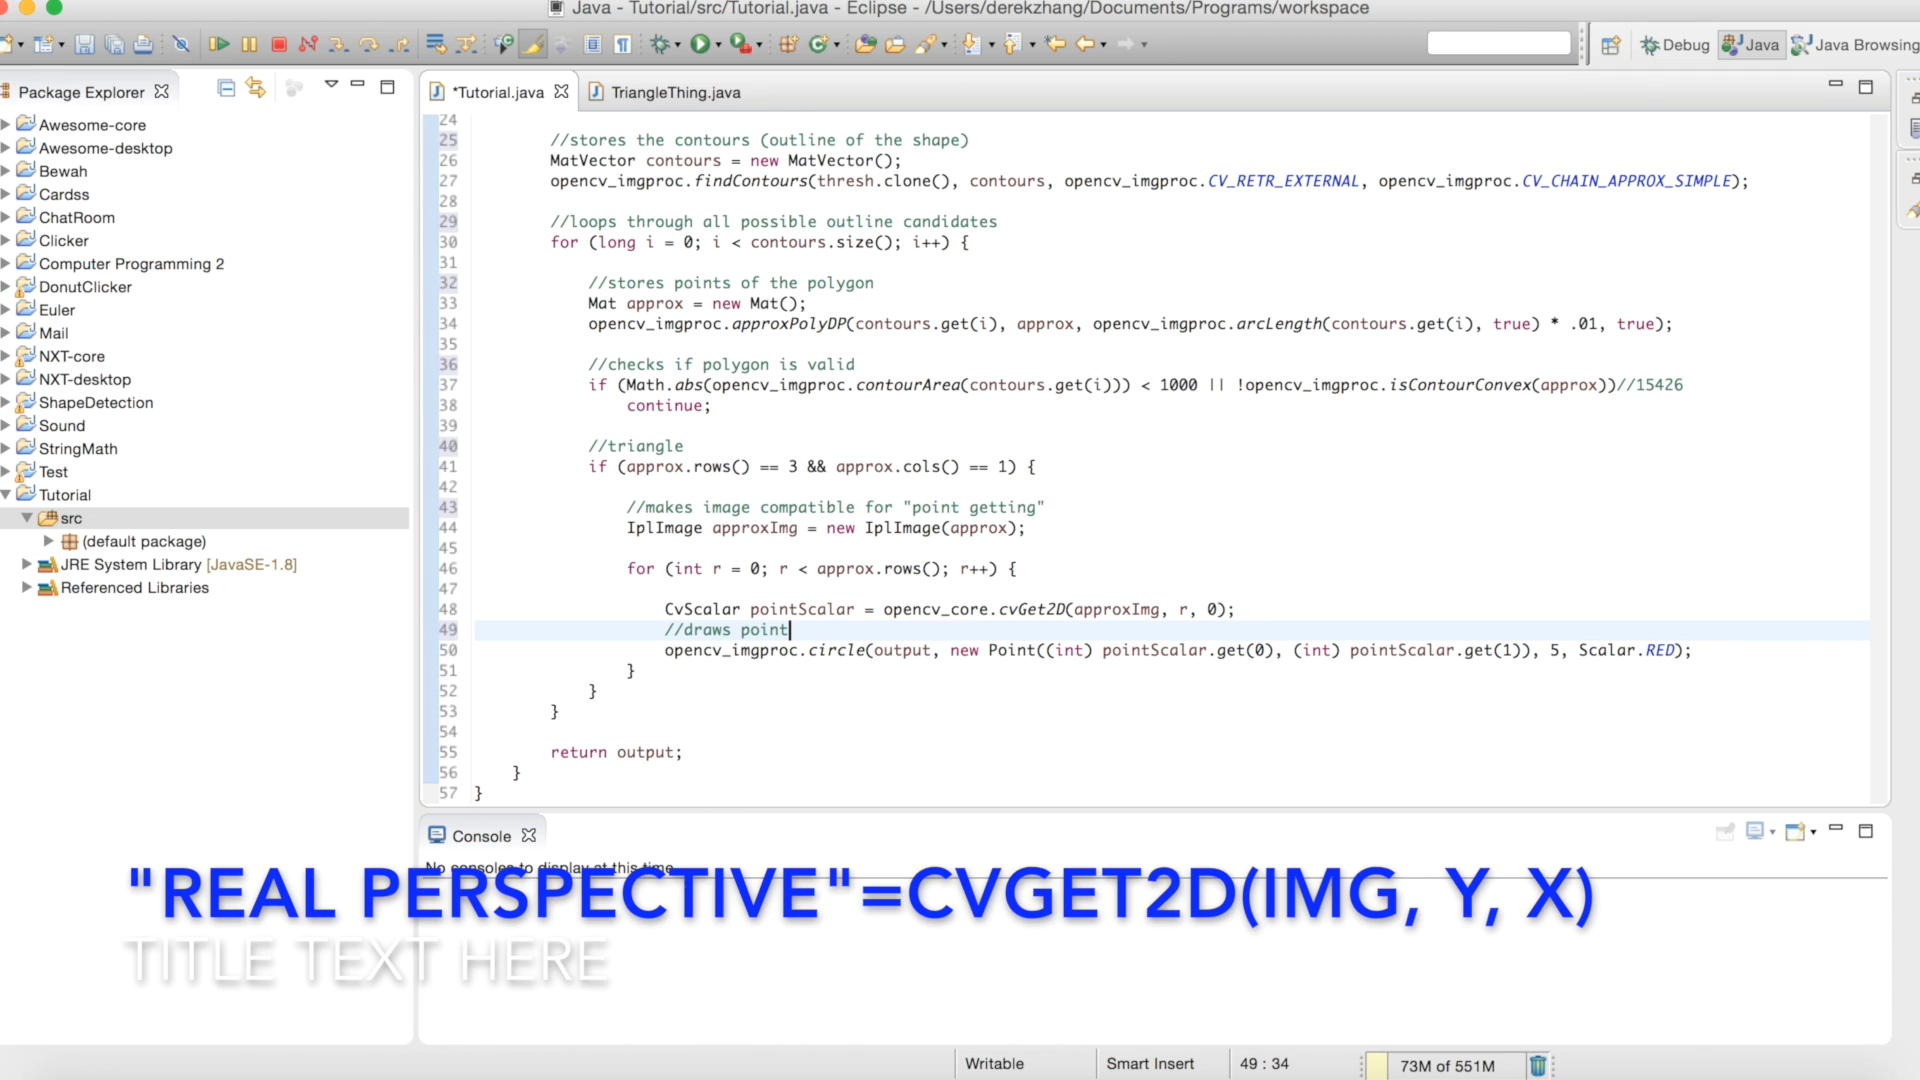 Java - Tutorial/src/Tutorial.java - Eclipse - /Users/derekzhang/Documents/Programs/workspace
Debug
Java
Java Browsing
Package Explorer
*Tutorial.java
TriangleThing.java
Awesome-core
Awesome-desktop
Bewah
Cardss
ChatRoom
Clicker
Computer Programming 2
DonutClicker
Euler
Mail
NXT-core
NXT-desktop
ShapeDetection
Sound
StringMath
Test
Tutorial
src
(default package)
JRE System Library [JavaSE-1.8]
Referenced Libraries
24
25 //stores the contours (outline of the shape)
26 MatVector contours = new MatVector();
27 opencv_imgproc.findContours(thresh.clone(), contours, opencv_imgproc.CV_RETR_EXTERNAL, opencv_imgproc.CV_CHAIN_APPROX_SIMPLE);
28
29 //loops through all possible outline candidates
30 for (long i = 0; i < contours.size(); i++) {
31
32 //stores points of the polygon
33 Mat approx = new Mat();
34 opencv_imgproc.approxPolyDP(contours.get(i), approx, opencv_imgproc.arcLength(contours.get(i), true) * .01, true);
35
36 //checks if polygon is valid
37 if (Math.abs(opencv_imgproc.contourArea(contours.get(i))) < 1000 || !opencv_imgproc.isContourConvex(approx))//15426
38 continue;
39
40 //triangle
41 if (approx.rows() == 3 && approx.cols() == 1) {
42
43 //makes image compatible for "point getting"
44 IplImage approxImg = new IplImage(approx);
45
46 for (int r = 0; r < approx.rows(); r++) {
47
48 CvScalar pointScalar = opencv_core.cvGet2D(approxImg, r, 0);
49 //draws point
50 opencv_imgproc.circle(output, new Point((int) pointScalar.get(0), (int) pointScalar.get(1)), 5, Scalar.RED);
51 }
52 }
53 }
54
55 return output;
56 }
57 }
Console
No consoles to display at this time.
"REAL PERSPECTIVE"=CVGET2D(IMG, Y, X)
TITLE TEXT HERE
Writable
Smart Insert
49 : 34
73M of 551M